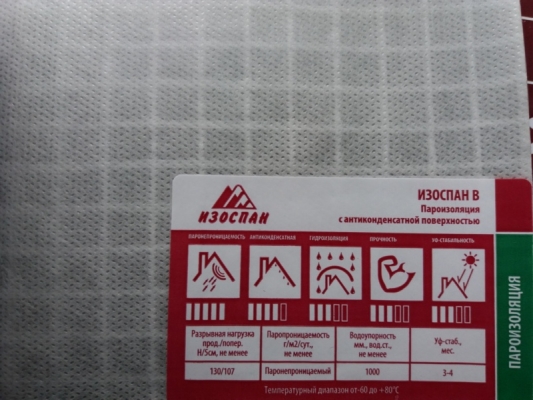 ИЗОСПАН
ИЗОСПАН В
Пароизоляция
с антиконденсатной поверхностью
ПАРОНЕПРОНИЦАЕМОСТЬ АНТИКОНДЕНСАТНАЯ ГИДРОИЗОЛЯЦИЯ ПРОЧНОСТЬ УФ-СТАБИЛЬНОСТЬ
Разрывная нагрузка
прод./попер.
Н/5см, не менее
Паропроницаемость
г/м2/сут.,
не менее
Водоупорность
мм., вод.ст.,
не менее
Уф-стаб.,
мес.
130/107 Паронепроницаемый 1000 3-4
Температурный диапазон от-60 до +80°С
ПАРОИЗОЛЯЦИЯ